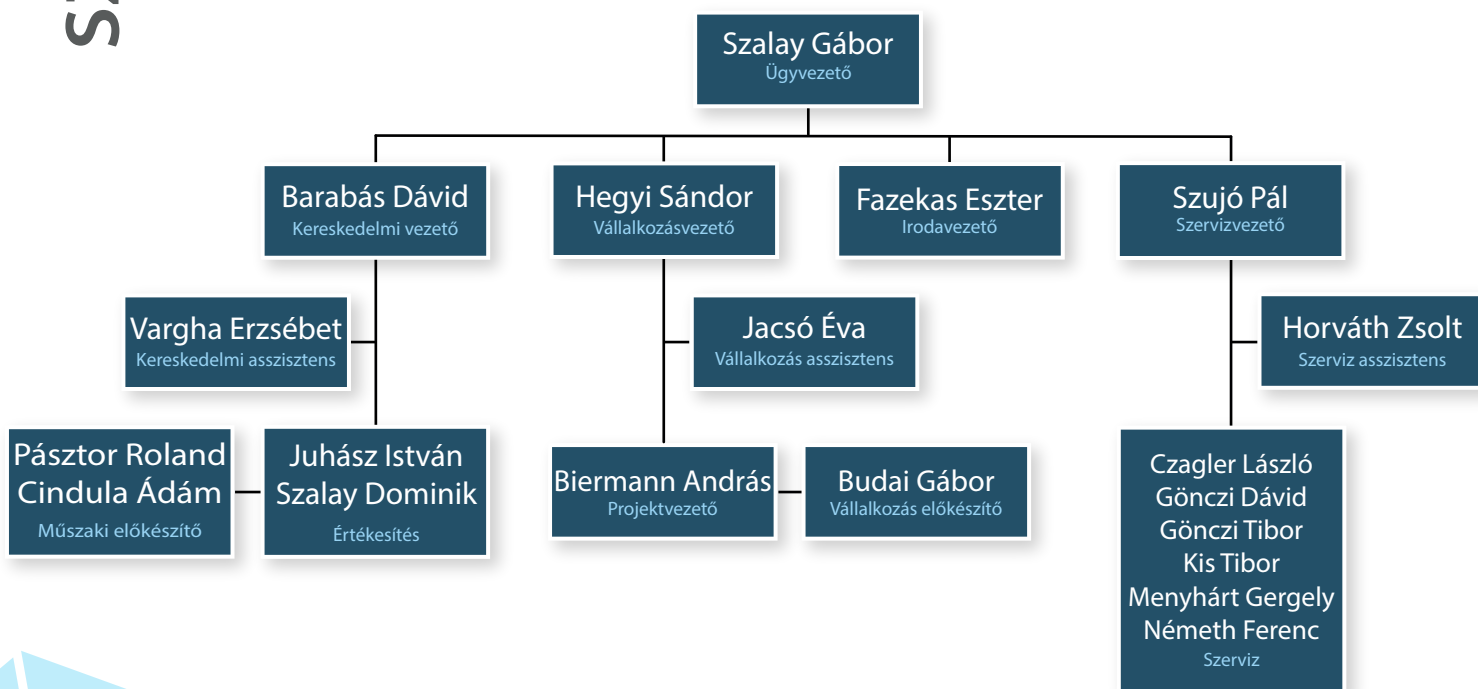 Szalay Gábor
Ügyvezető
Barabás Dávid
Kereskedelmi vezető
Hegyi Sándor
Vállalkozásvezető
Fazekas Eszter
Irodavezető
Szujó Pál
Szervizvezető
Vargha Erzsébet
Kereskedelmi asszisztens
Jacsó Éva
Vállalkozás asszisztens
Horváth Zsolt
Szerviz asszisztens
Pásztor Roland
Cindula Ádám
Műszaki előkészítő
Juhász István
Szalay Dominik
Értékesítés
Biermann András
Projektvezető
Budai Gábor
Vállalkozás előkészítő
Czagler László
Gönczi Dávid
Gönczi Tibor
Kis Tibor
Menyhárt Gergely
Németh Ferenc
Szerviz